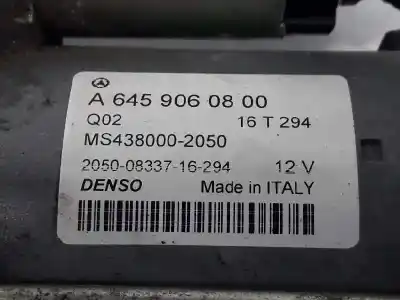 A 645 906 08 00
Q02 16 T 294
MS438000-2050
2050-08337-16-294 12 V
DENSO Made in ITALY